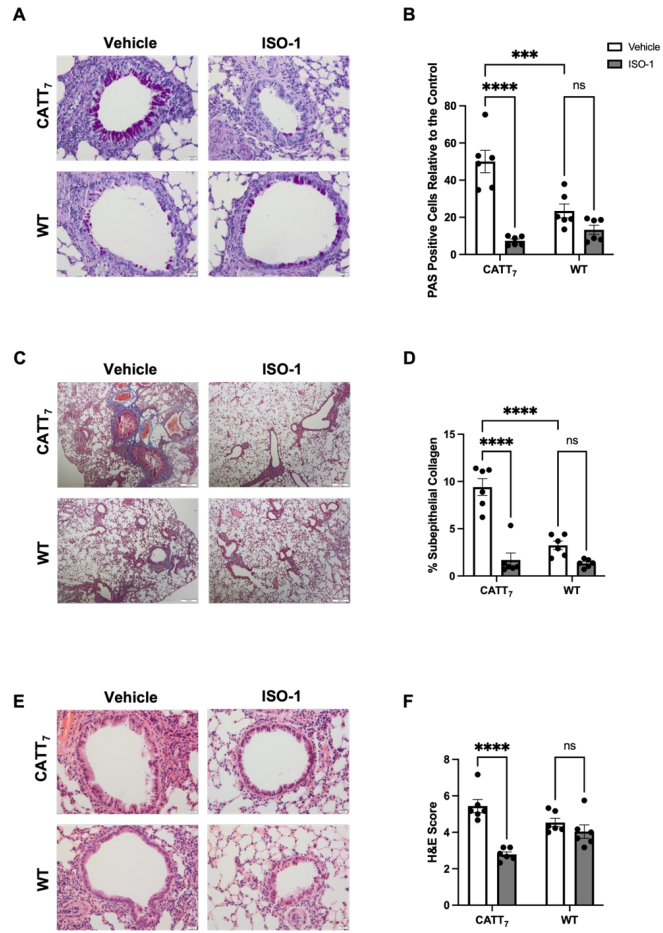 A
Vehicle
ISO-1
CATT7
WT
B
Vehicle
ISO-1
***
****
ns
PAS Positive Cells Relative to the Control
80
60
40
20
0
CATT7
WT
C
Vehicle
ISO-1
CATT7
WT
D
****
****
ns
% Subepithelial Collagen
15
10
5
0
CATT7
WT
E
Vehicle
ISO-1
CATT7
WT
F
****
ns
H&E Score
8
6
4
2
0
CATT7
WT